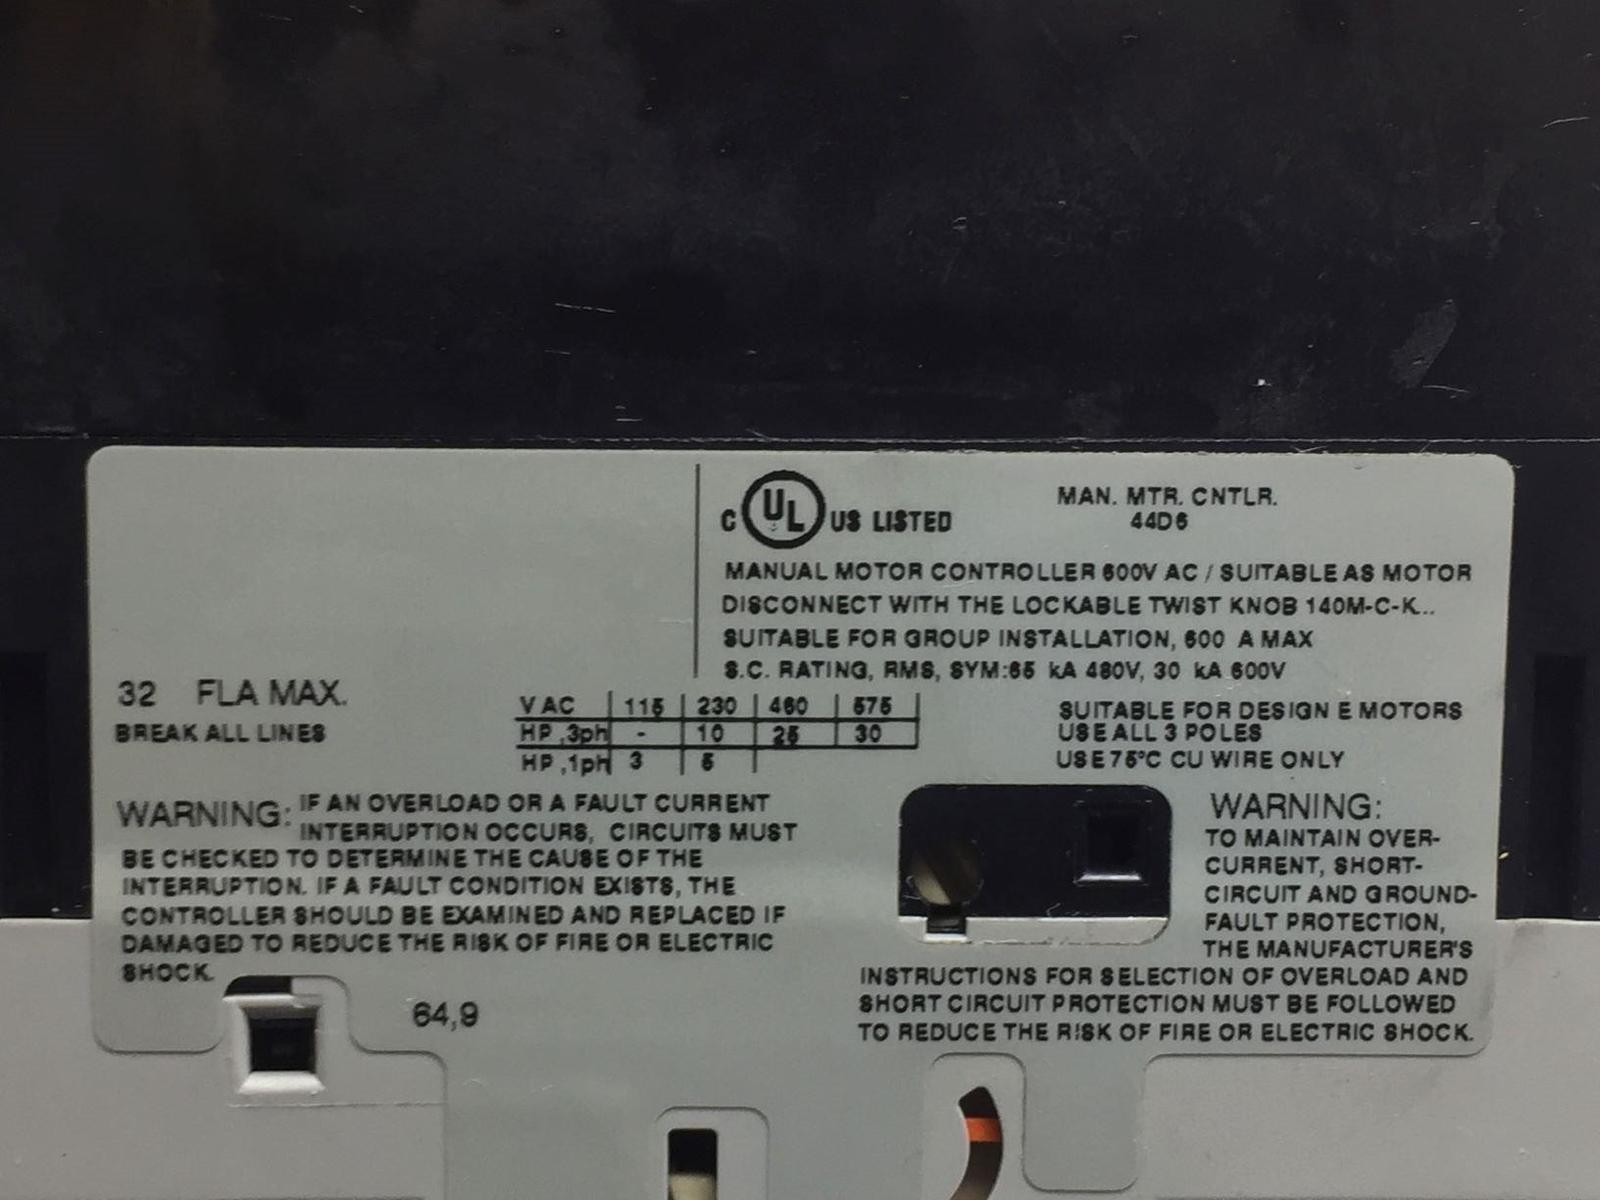 C UL US LISTED
MAN. MTR. CNTLR.
44D6
MANUAL MOTOR CONTROLLER 600V AC / SUITABLE AS MOTOR
DISCONNECT WITH THE LOCKABLE TWIST KNOB 140M-C-K...
SUITABLE FOR GROUP INSTALLATION, 600 A MAX
S.C. RATING, RMS, SYM:65 kA 480V, 30 kA 600V
32 FLA MAX.
BREAK ALL LINES
V AC 115 230 460 575
HP ,3ph - 10 25 30
HP ,1ph 3 5
SUITABLE FOR DESIGN E MOTORS
USE ALL 3 POLES
USE 75°C CU WIRE ONLY
WARNING: IF AN OVERLOAD OR A FAULT CURRENT
INTERRUPTION OCCURS, CIRCUITS MUST
BE CHECKED TO DETERMINE THE CAUSE OF THE
INTERRUPTION. IF A FAULT CONDITION EXISTS, THE
CONTROLLER SHOULD BE EXAMINED AND REPLACED IF
DAMAGED TO REDUCE THE RISK OF FIRE OR ELECTRIC
SHOCK.
64,9
WARNING:
TO MAINTAIN OVER-
CURRENT, SHORT-
CIRCUIT AND GROUND-
FAULT PROTECTION,
THE MANUFACTURER'S
INSTRUCTIONS FOR SELECTION OF OVERLOAD AND
SHORT CIRCUIT PROTECTION MUST BE FOLLOWED
TO REDUCE THE RISK OF FIRE OR ELECTRIC SHOCK.